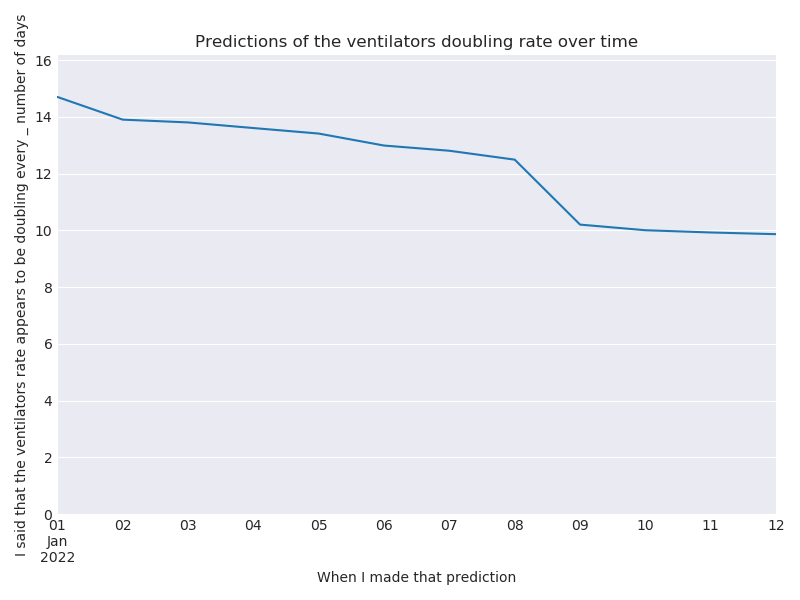 Predictions of the ventilators doubling rate over time
I said that the ventilators rate appears to be doubling every _ number of days
16
14
12
10
8
6
4
2
0
01 02 03 04 05 06 07 08 09 10 11 12
Jan
2022
When I made that prediction